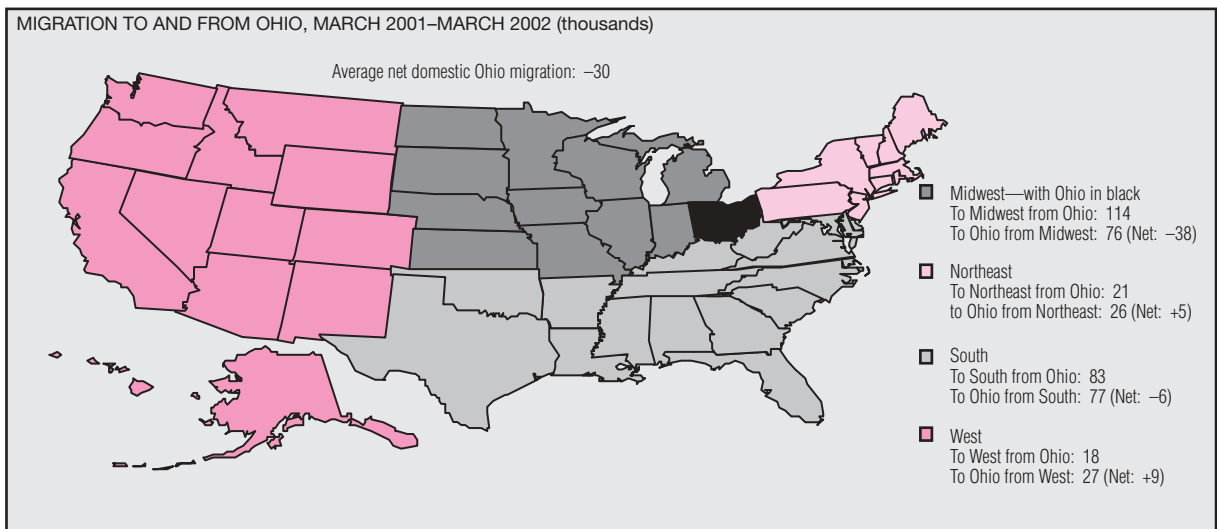 MIGRATION TO AND FROM OHIO, MARCH 2001–MARCH 2002 (thousands)
Average net domestic Ohio migration: –30
Midwest—with Ohio in black
To Midwest from Ohio: 114
To Ohio from Midwest: 76 (Net: –38)
Northeast
To Northeast from Ohio: 21
to Ohio from Northeast: 26 (Net: +5)
South
To South from Ohio: 83
To Ohio from South: 77 (Net: –6)
West
To West from Ohio: 18
To Ohio from West: 27 (Net: +9)